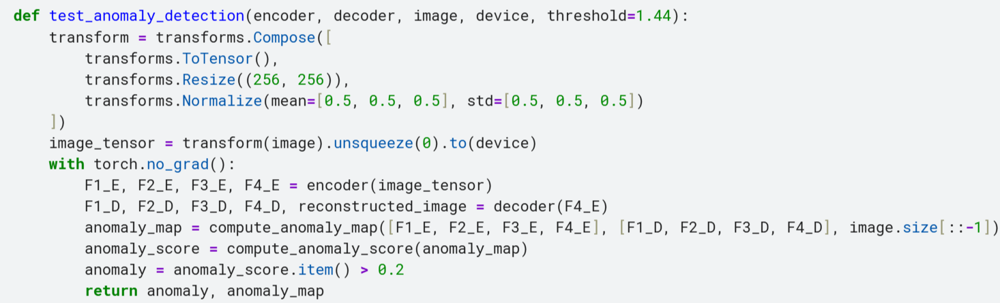 def test_anomaly_detection(encoder, decoder, image, device, threshold=1.44):
    transform = transforms.Compose([
        transforms.ToTensor(),
        transforms.Resize((256, 256)),
        transforms.Normalize(mean=[0.5, 0.5, 0.5], std=[0.5, 0.5, 0.5])
    ])
    image_tensor = transform(image).unsqueeze(0).to(device)
    with torch.no_grad():
        F1_E, F2_E, F3_E, F4_E = encoder(image_tensor)
        F1_D, F2_D, F3_D, F4_D, reconstructed_image = decoder(F4_E)
        anomaly_map = compute_anomaly_map([F1_E, F2_E, F3_E, F4_E], [F1_D, F2_D, F3_D, F4_D], image.size[::-1])
        anomaly_score = compute_anomaly_score(anomaly_map)
        anomaly = anomaly_score.item() > 0.2
        return anomaly, anomaly_map